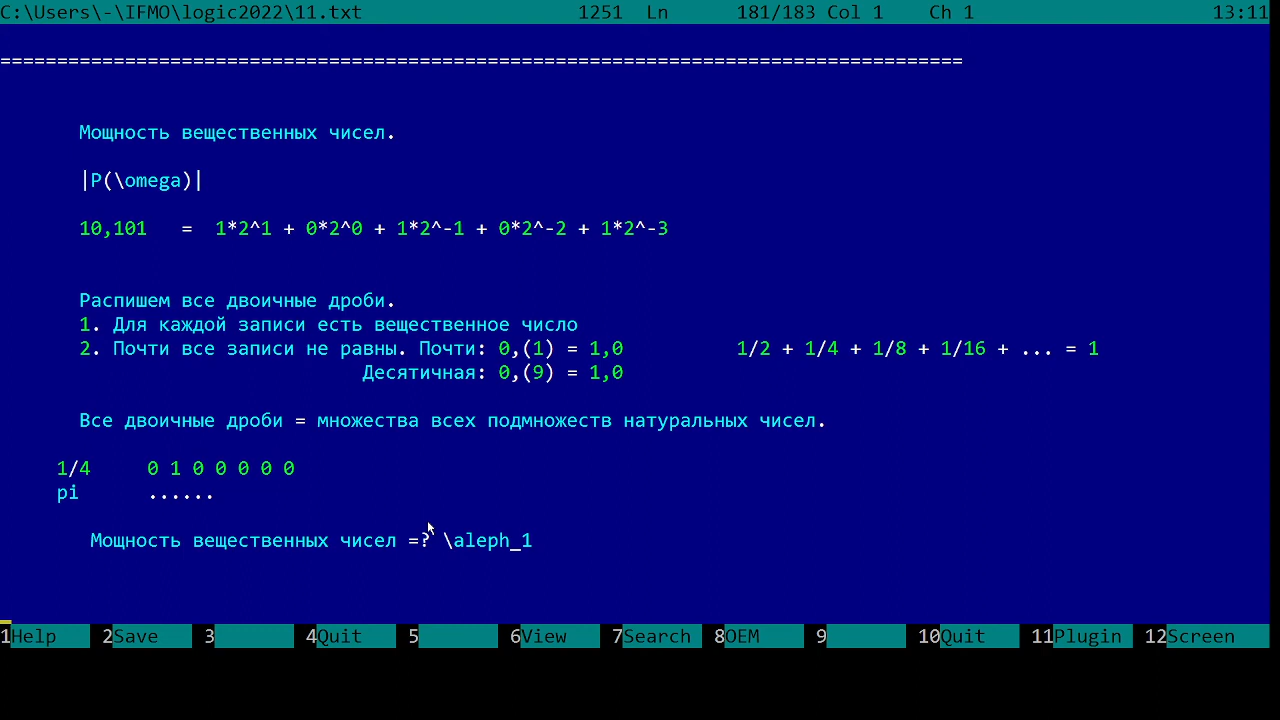 C:\Users\-\IFMO\logic2022\11.txt 1251 Ln 181/183 Col 1 Ch 1 13:11
=====================================================================================
Мощность вещественных чисел.
|P(\omega)|
10,101 = 1*2^1 + 0*2^0 + 1*2^-1 + 0*2^-2 + 1*2^-3
Распишем все двоичные дроби.
1. Для каждой записи есть вещественное число
2. Почти все записи не равны. Почти: 0,(1) = 1,0 1/2 + 1/4 + 1/8 + 1/16 + ... = 1
Десятичная: 0,(9) = 1,0
Все двоичные дроби = множества всех подмножеств натуральных чисел.
1/4 0 1 0 0 0 0 0
pi ......
Мощность вещественных чисел =? \aleph_1
1Help 2Save 3 4Quit 5 6View 7Search 8OEM 9 10Quit 11Plugin 12Screen